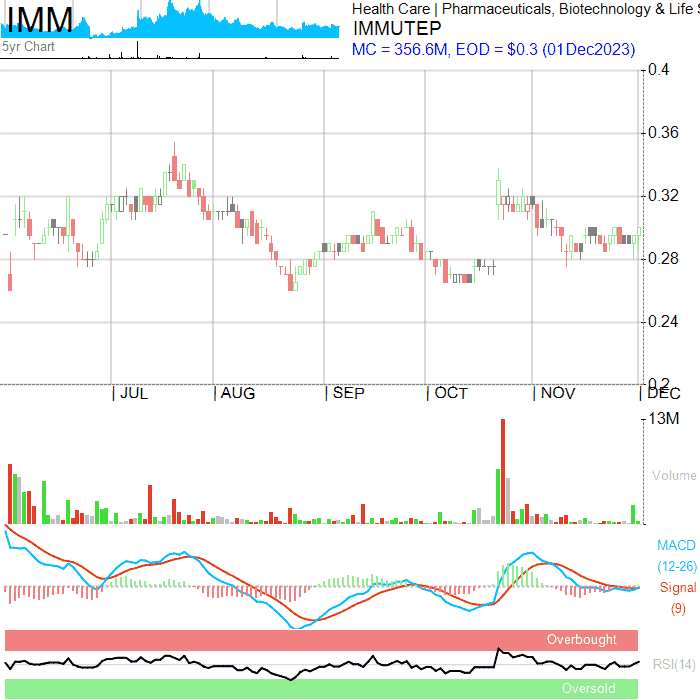 IMM
5yr Chart
Health Care | Pharmaceuticals, Biotechnology & Life S
IMMUTEP
MC = 356.6M, EOD = $0.3 (01Dec2023)
0.4
0.36
0.32
0.28
0.24
0.2
| JUL | AUG | SEP | OCT | NOV | DEC
13M
Volume
MACD
(12-26)
Signal
(9)
Overbought
RSI(14)
Oversold